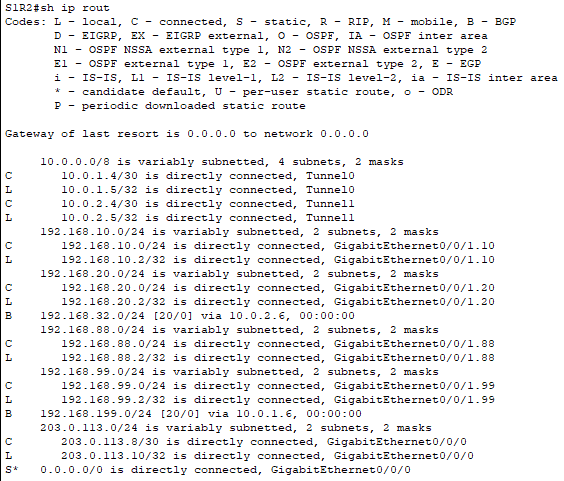 S1R2#sh ip rout
Codes: L - local, C - connected, S - static, R - RIP, M - mobile, B - BGP
       D - EIGRP, EX - EIGRP external, O - OSPF, IA - OSPF inter area
       N1 - OSPF NSSA external type 1, N2 - OSPF NSSA external type 2
       E1 - OSPF external type 1, E2 - OSPF external type 2, E - EGP
       i - IS-IS, L1 - IS-IS level-1, L2 - IS-IS level-2, ia - IS-IS inter area
       * - candidate default, U - per-user static route, o - ODR
       P - periodic downloaded static route

Gateway of last resort is 0.0.0.0 to network 0.0.0.0

     10.0.0.0/8 is variably subnetted, 4 subnets, 2 masks
C       10.0.1.4/30 is directly connected, Tunnel0
L       10.0.1.5/32 is directly connected, Tunnel0
C       10.0.2.4/30 is directly connected, Tunnel1
L       10.0.2.5/32 is directly connected, Tunnel1
     192.168.10.0/24 is variably subnetted, 2 subnets, 2 masks
C       192.168.10.0/24 is directly connected, GigabitEthernet0/0/1.10
L       192.168.10.2/32 is directly connected, GigabitEthernet0/0/1.10
     192.168.20.0/24 is variably subnetted, 2 subnets, 2 masks
C       192.168.20.0/24 is directly connected, GigabitEthernet0/0/1.20
L       192.168.20.2/32 is directly connected, GigabitEthernet0/0/1.20
B    192.168.32.0/24 [20/0] via 10.0.2.6, 00:00:00
     192.168.88.0/24 is variably subnetted, 2 subnets, 2 masks
C       192.168.88.0/24 is directly connected, GigabitEthernet0/0/1.88
L       192.168.88.2/32 is directly connected, GigabitEthernet0/0/1.88
     192.168.99.0/24 is variably subnetted, 2 subnets, 2 masks
C       192.168.99.0/24 is directly connected, GigabitEthernet0/0/1.99
L       192.168.99.2/32 is directly connected, GigabitEthernet0/0/1.99
B    192.168.199.0/24 [20/0] via 10.0.1.6, 00:00:00
     203.0.113.0/24 is variably subnetted, 2 subnets, 2 masks
C       203.0.113.8/30 is directly connected, GigabitEthernet0/0/0
L       203.0.113.10/32 is directly connected, GigabitEthernet0/0/0
S*   0.0.0.0/0 is directly connected, GigabitEthernet0/0/0